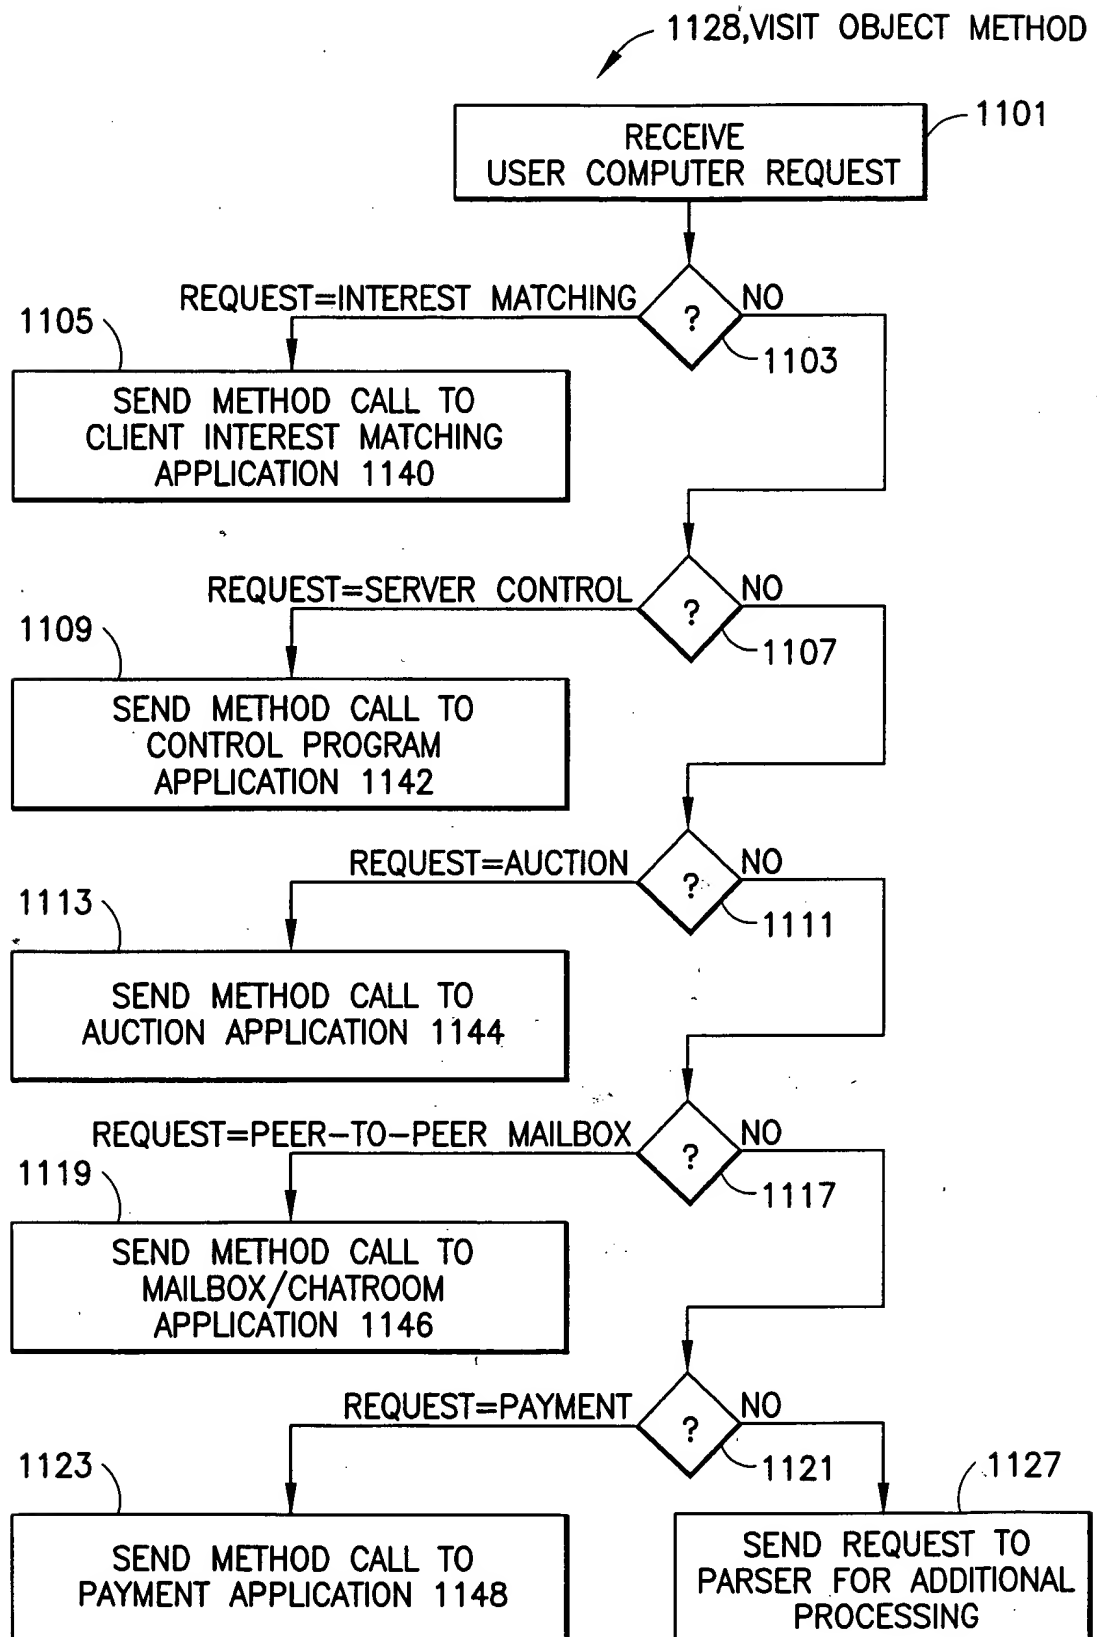 1128,VISIT OBJECT METHOD
1101
RECEIVE
USER COMPUTER REQUEST
REQUEST=INTEREST MATCHING
?
NO
1103
1105
SEND METHOD CALL TO
CLIENT INTEREST MATCHING
APPLICATION 1140
REQUEST=SERVER CONTROL
?
NO
1107
1109
SEND METHOD CALL TO
CONTROL PROGRAM
APPLICATION 1142
REQUEST=AUCTION
?
NO
1111
1113
SEND METHOD CALL TO
AUCTION APPLICATION 1144
REQUEST=PEER-TO-PEER MAILBOX
?
NO
1117
1119
SEND METHOD CALL TO
MAILBOX/CHATROOM
APPLICATION 1146
REQUEST=PAYMENT
?
NO
1121
1123
SEND METHOD CALL TO
PAYMENT APPLICATION 1148
1127
SEND REQUEST TO
PARSER FOR ADDITIONAL
PROCESSING